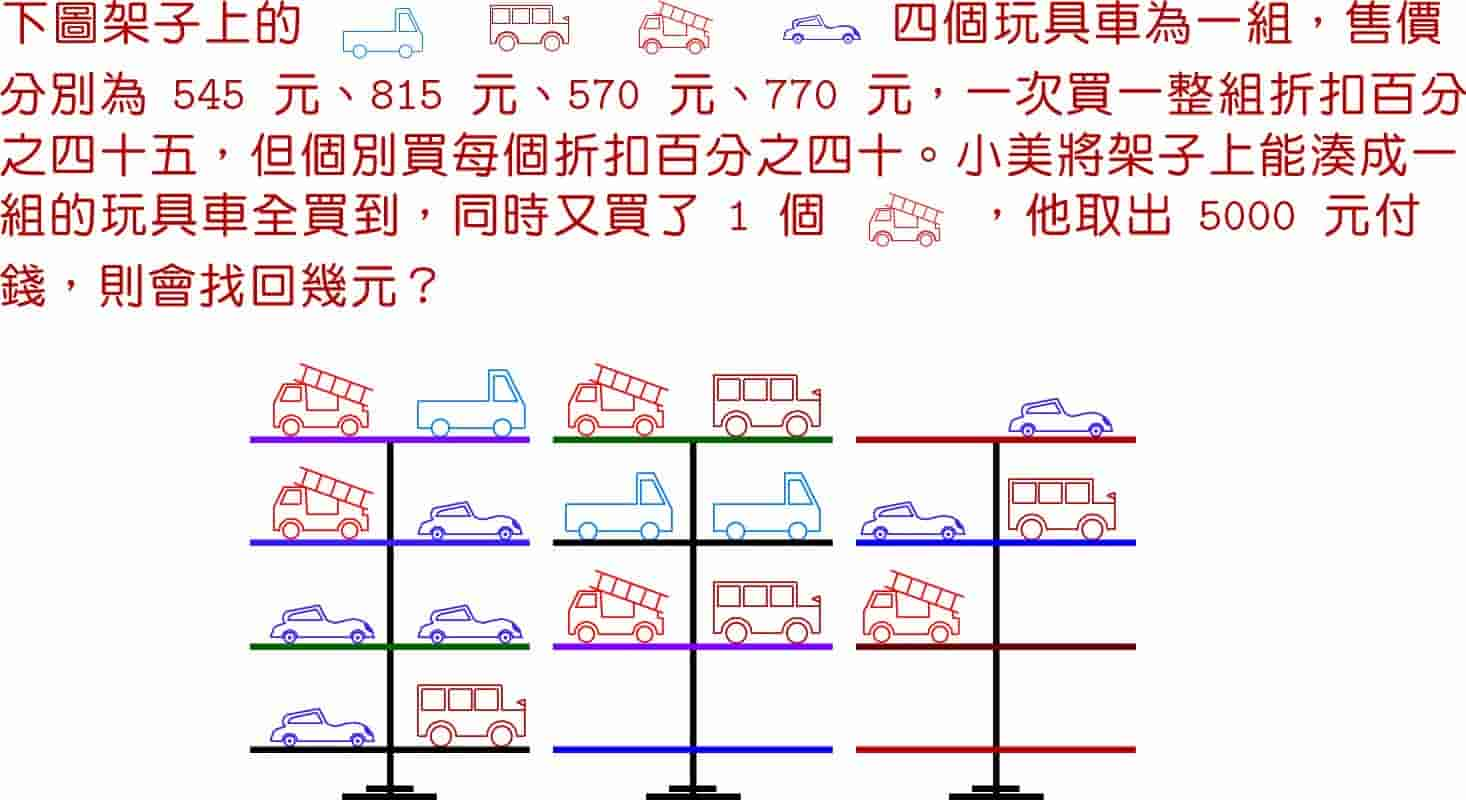 下圖架子上的 四個玩具車為一組，售價
分別為 545 元、815 元、570 元、770 元，一次買一整組折扣百分
之四十五，但個別買每個折扣百分之四十。小美將架子上能湊成一
組的玩具車全買到，同時又買了 1 個 ，他取出 5000 元付
錢，則會找回幾元？